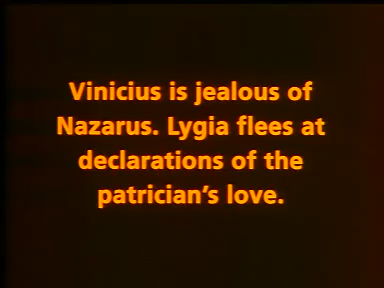 Vinicius is jealous of
Nazarus. Lygia flees at
declarations of the
patrician's love.